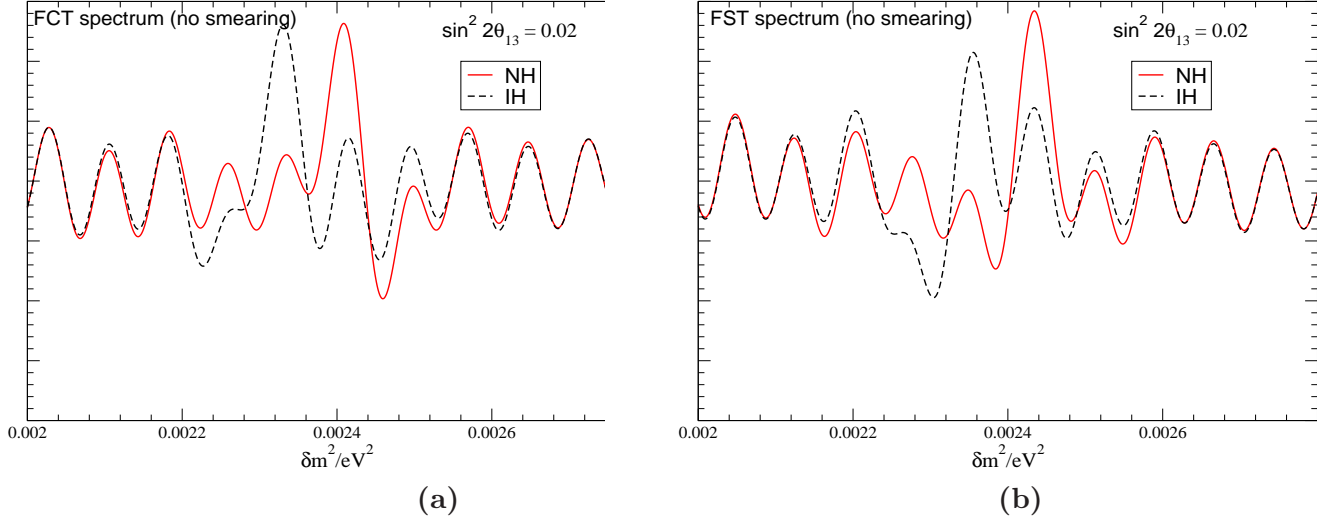 FCT spectrum (no smearing)
sin² 2θ₁₃ = 0.02
NH
IH
0.002
0.0022
0.0024
0.0026
δm²/eV²
(a)
FST spectrum (no smearing)
sin² 2θ₁₃ = 0.02
NH
IH
0.002
0.0022
0.0024
0.0026
δm²/eV²
(b)